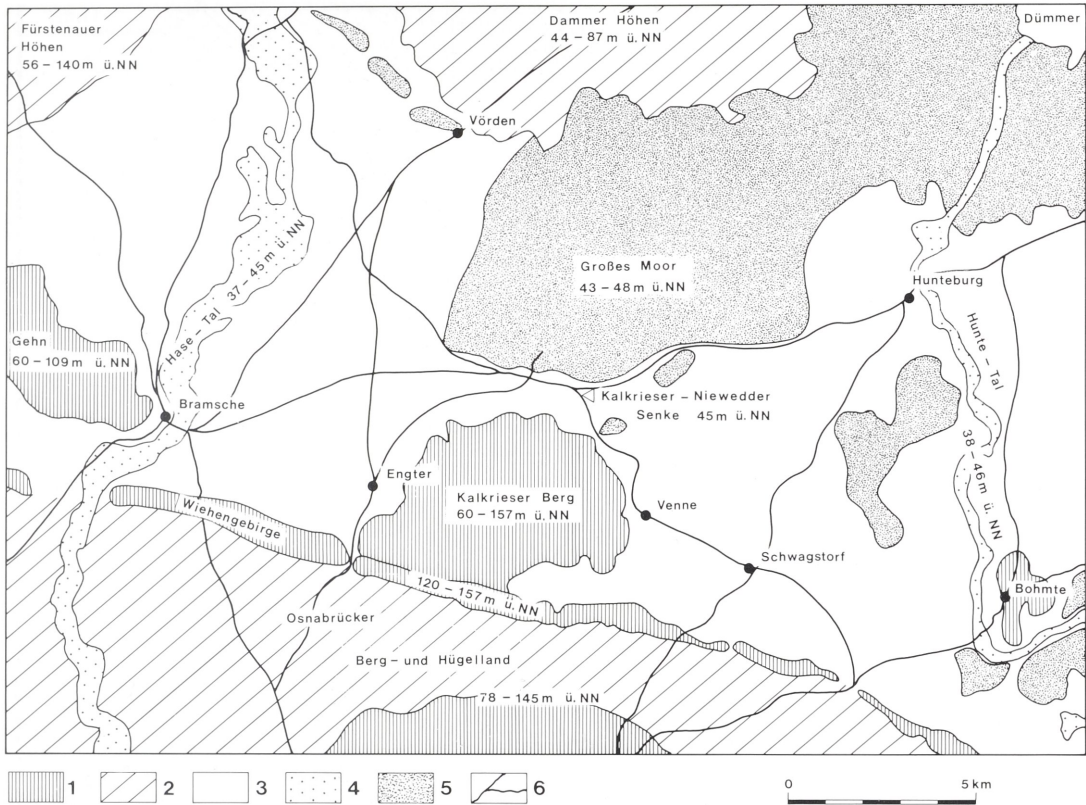 Fürstenauer
Höhen
56 – 140 m ü. NN
Dammer Höhen
44 – 87 m ü. NN
Dümmer
Vörden
Hase – Tal 37 – 45 m ü. NN
Großes Moor
43 – 48 m ü. NN
Hunteburg
Gehn
60 – 109 m ü. NN
Hunte – Tal
38 – 46 m ü. NN
Bramsche
Kalkrieser – Niewedder
Senke 45 m ü. NN
Engter
Kalkrieser Berg
60 – 157 m ü. NN
Wiehengebirge
Venne
Schwagstorf
120 – 157 m ü. NN
Bohmte
Osnabrücker
Berg – und Hügelland
78 – 145 m ü. NN
1 2 3 4 5 6
0 5 km